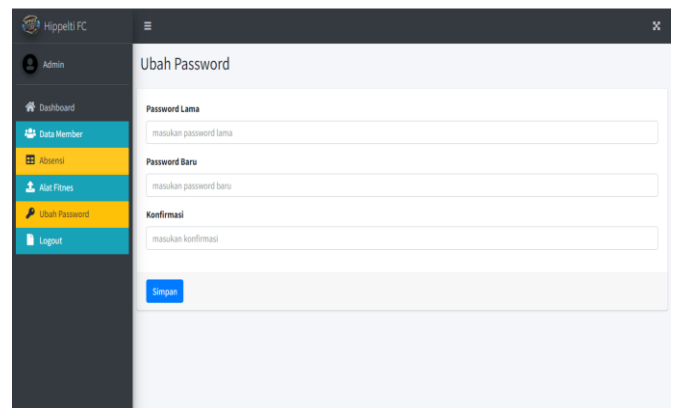 Hippelti FC
Admin
Dashboard
Data Member
Absensi
Alat Fitnes
Ubah Password
Logout
Ubah Password
Password Lama
masukan password lama
Password Baru
masukan password baru
Konfirmasi
masukan konfirmasi
Simpan